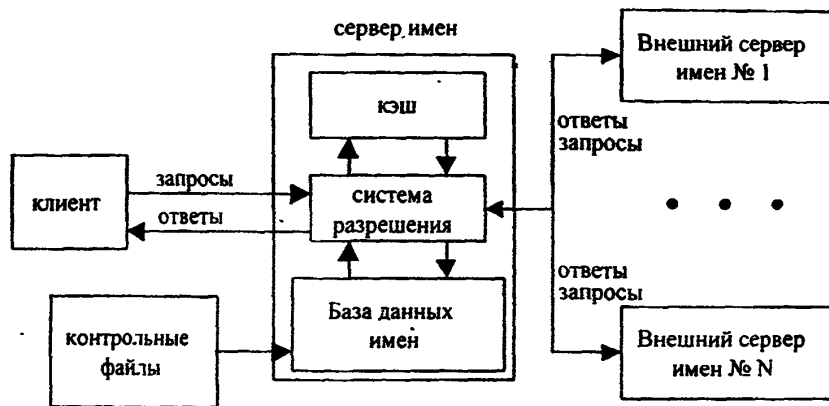 сервер имен
кэш
клиент
запросы
ответы
система
разрешения
База данных
имен
контрольные
файлы
ответы
запросы
ответы
запросы
Внешний сервер
имен № 1
Внешний сервер
имен № N